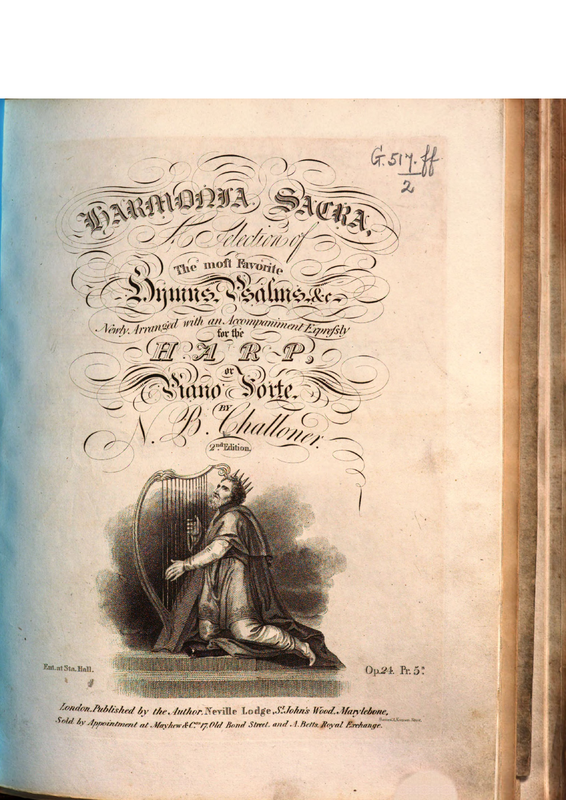 G. 517. ff
2
HARMONIA SACRA,
A Selection of
The moſt Favorite
Hymns, Psalms, &c.
Newly Arranged with an Accompaniment Expreſsly
for the
HARP,
or
Piano Forte,
BY
N. B. Challoner.
2nd Edition.
Ent. at Sta. Hall.
Op. 24. Pr. 5s
London, Published by the Author, Neville Lodge, St. John's Wood, Marylebone,
Sold by Appointment at Mayhew & Co. 17, Old Bond Street, and A. Betts, Royal Exchange.